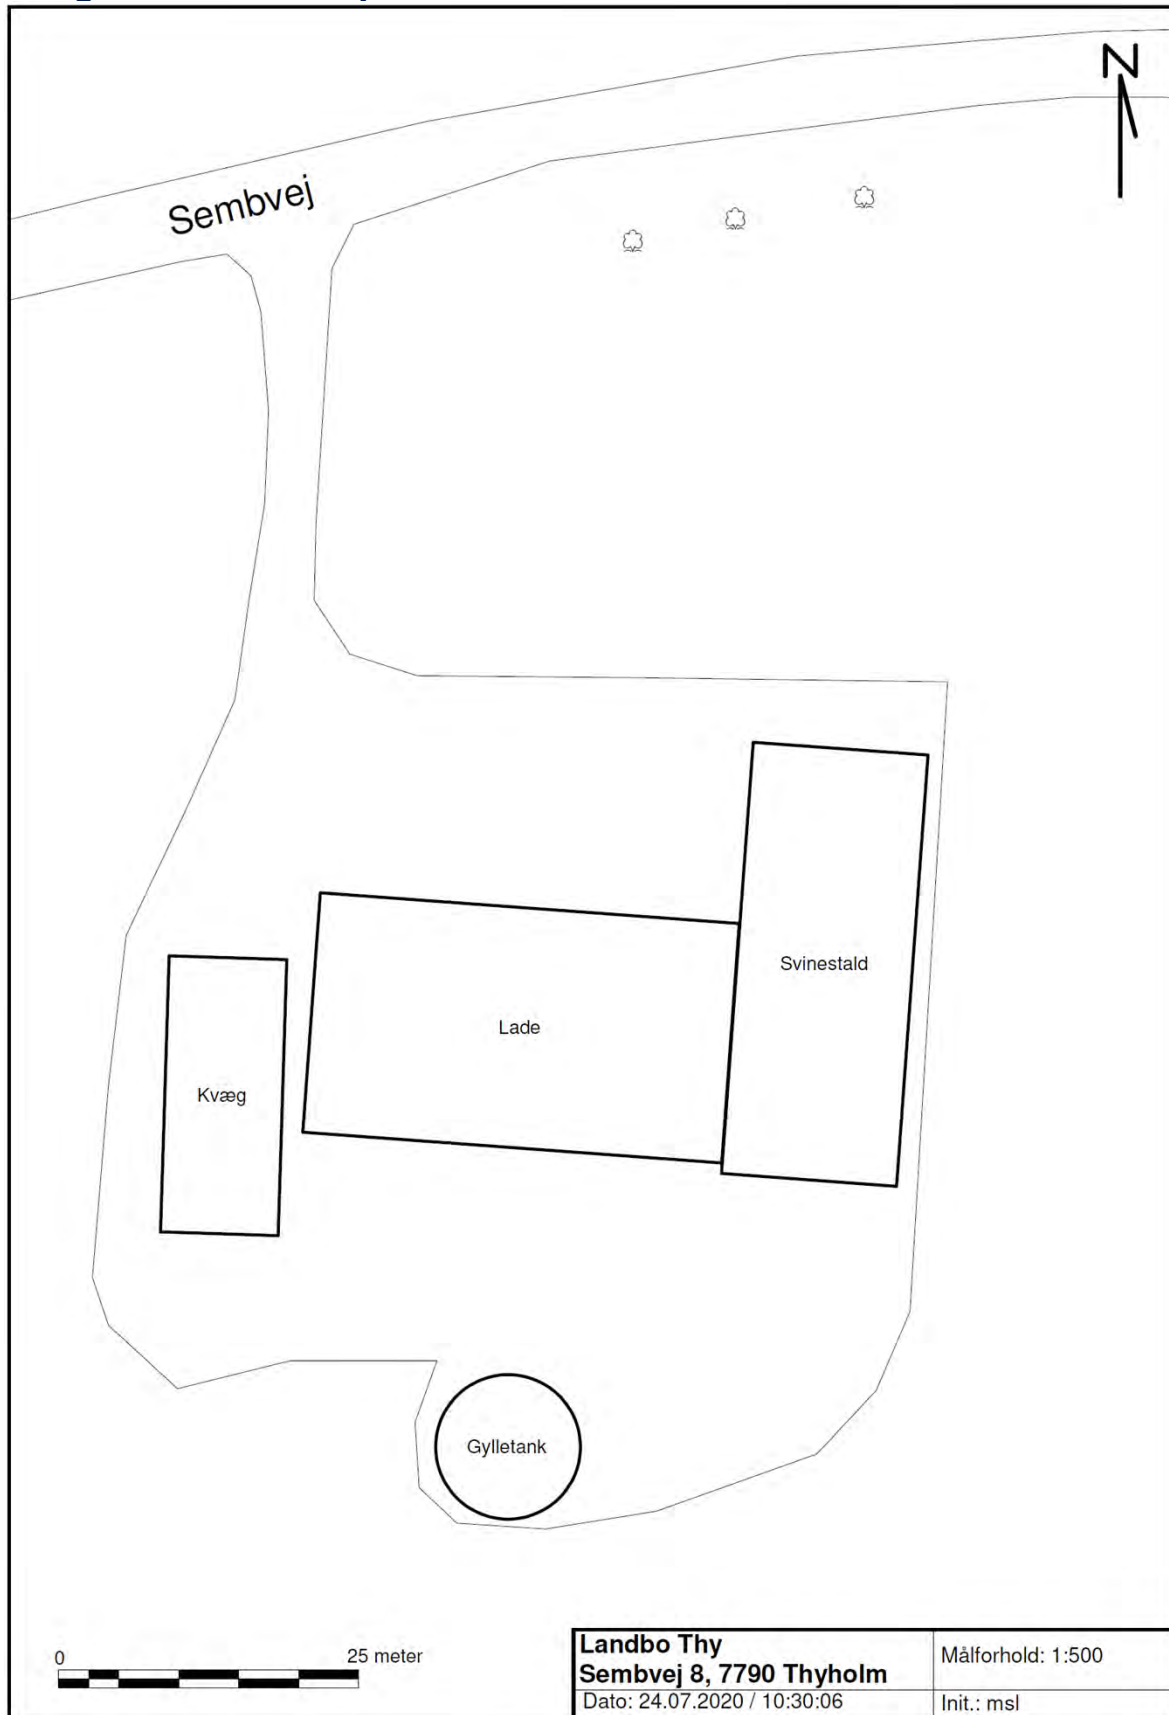 N
Sembvej
Svinestald
Lade
Kvæg
Gylletank
0 25 meter
Landbo Thy
Sembvej 8, 7790 Thyholm
Målforhold: 1:500
Dato: 24.07.2020 / 10:30:06
Init.: msl